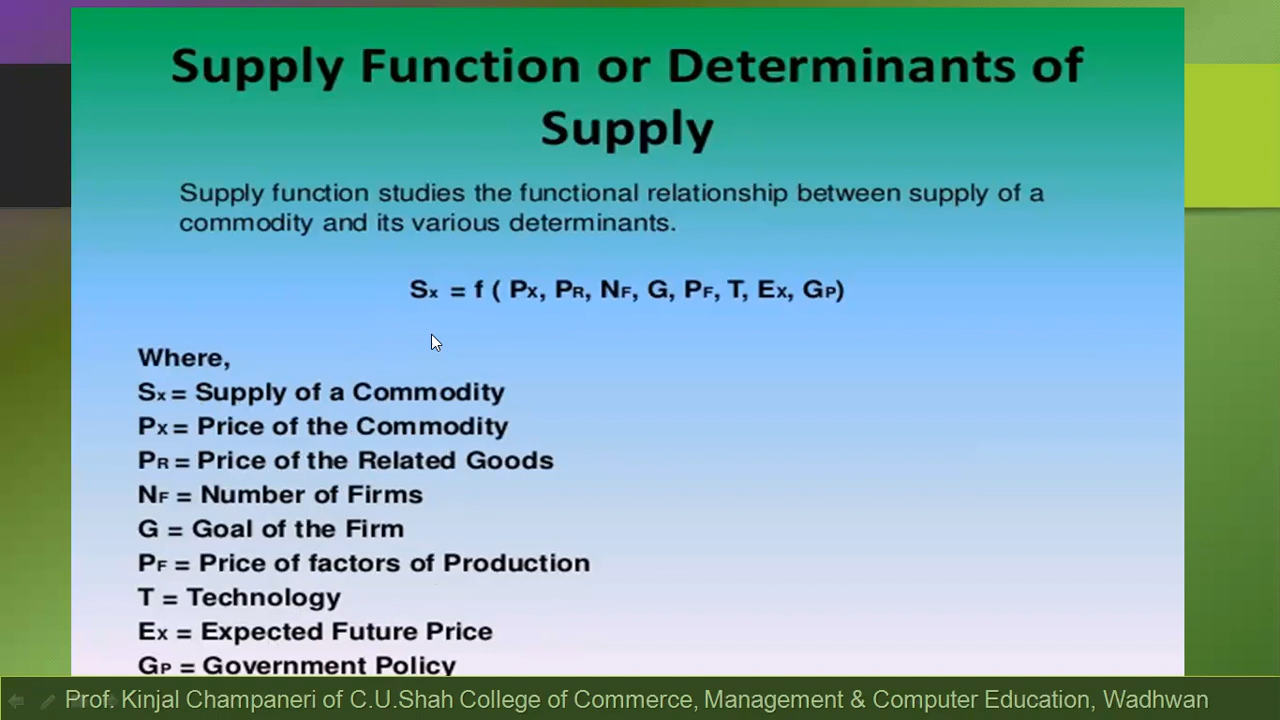 Supply Function or Determinants of
Supply
Supply function studies the functional relationship between supply of a
commodity and its various determinants.
Sx = f ( PX, PR, NF, G, PF, T, EX, GP)
Where,
Sx = Supply of a Commodity
PX = Price of the Commodity
PR = Price of the Related Goods
NF = Number of Firms
G = Goal of the Firm
PF = Price of factors of Production
T = Technology
EX = Expected Future Price
GP = Government Policy
Prof. Kinjal Champaneri of C.U.Shah College of Commerce, Management & Computer Education, Wadhwan